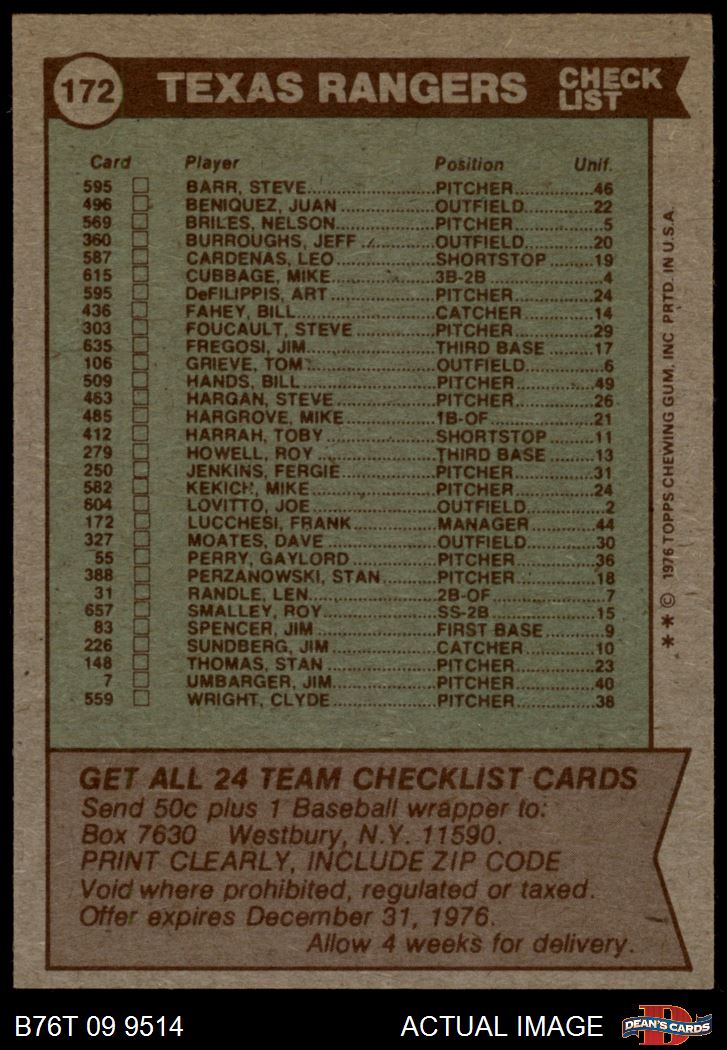 172 TEXAS RANGERS CHECK LIST
Card Player Position Unif.
595 BARR, STEVE PITCHER 46
496 BENIQUEZ, JUAN OUTFIELD 22
569 BRILES, NELSON PITCHER 5
360 BURROUGHS, JEFF OUTFIELD 20
587 CARDENAS, LEO SHORTSTOP 19
615 CUBBAGE, MIKE 3B-2B 4
595 DeFILIPPIS, ART PITCHER 24
436 FAHEY, BILL CATCHER 14
303 FOUCAULT, STEVE PITCHER 29
635 FREGOSI, JIM THIRD BASE 17
106 GRIEVE, TOM OUTFIELD 6
509 HANDS, BILL PITCHER 49
463 HARGAN, STEVE PITCHER 26
485 HARGROVE, MIKE 1B-OF 21
412 HARRAH, TOBY SHORTSTOP 11
279 HOWELL, ROY THIRD BASE 13
250 JENKINS, FERGIE PITCHER 31
582 KEKICH, MIKE PITCHER 24
604 LOVITTO, JOE OUTFIELD 2
172 LUCCHESI, FRANK MANAGER 44
327 MOATES, DAVE OUTFIELD 30
55 PERRY, GAYLORD PITCHER 36
388 PERZANOWSKI, STAN PITCHER 18
31 RANDLE, LEN 2B-OF 7
657 SMALLEY, ROY SS-2B 15
83 SPENCER, JIM FIRST BASE 9
226 SUNDBERG, JIM CATCHER 10
148 THOMAS, STAN PITCHER 23
7 UMBARGER, JIM PITCHER 40
559 WRIGHT, CLYDE PITCHER 38
* * © 1976 TOPPS CHEWING GUM, INC. PRTD. IN U.S.A.
GET ALL 24 TEAM CHECKLIST CARDS
Send 50c plus 1 Baseball wrapper to:
Box 7630 Westbury, N.Y. 11590.
PRINT CLEARLY, INCLUDE ZIP CODE
Void where prohibited, regulated or taxed.
Offer expires December 31, 1976.
Allow 4 weeks for delivery.
B76T 09 9514 ACTUAL IMAGE D DEAN'S CARDS